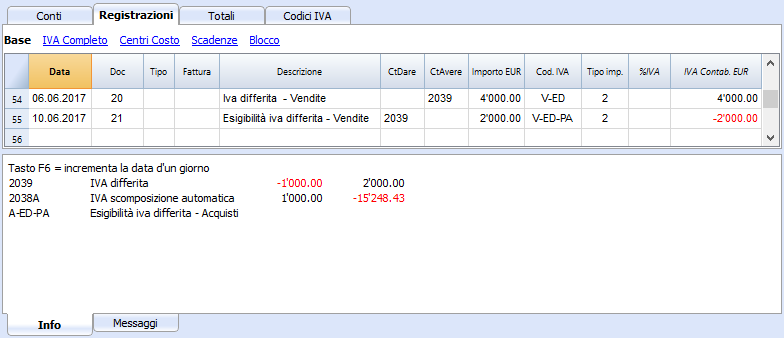 Conti Registrazioni Totali Codici IVA
Base IVA Completo Centri Costo Scadenze Blocco
Data Doc Tipo Fattura Descrizione CtDare CtAvere Importo EUR Cod. IVA Tipo imp. %IVA IVA Contab. EUR
54 06.06.2017 20 Iva differita - Vendite 2039 4'000.00 V-ED 2 4'000.00
55 10.06.2017 21 Esigibilità iva differita - Vendite 2039 2'000.00 V-ED-PA 2 -2'000.00
56
Tasto F6 = incrementa la data d'un giorno
2039 IVA differita -1'000.00 2'000.00
2038A IVA scomposizione automatica 1'000.00 -15'248.43
A-ED-PA Esigibilità iva differita - Acquisti
Info Messaggi